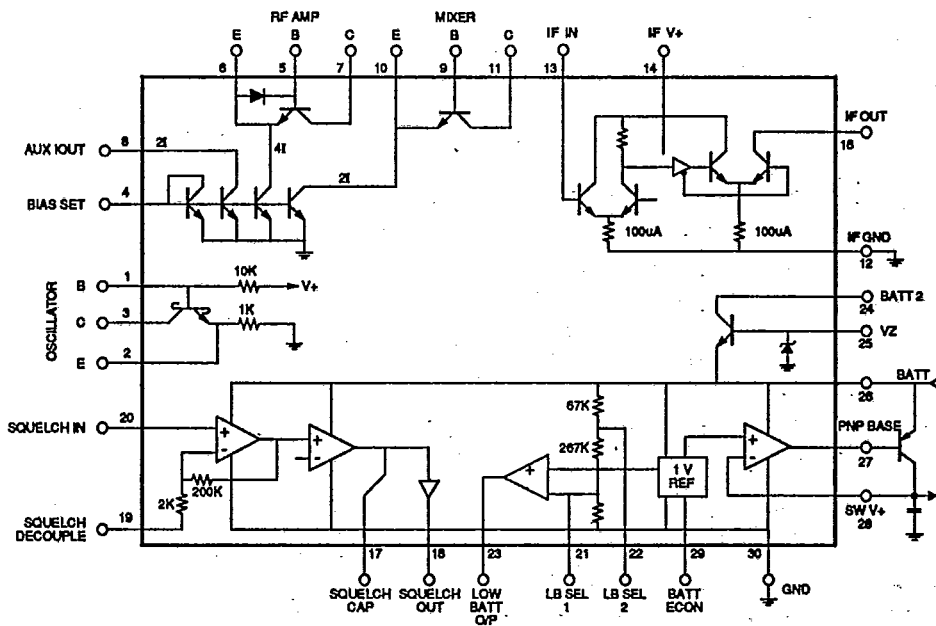 RF AMP MIXER
E B C E B C IF IN IF V+
6 5 7 10 9 11 13 14
IF OUT
16
AUX IOUT 8 2I
4I
BIAS SET 4 2I
100uA 100uA
IF GND
12
OSCILLATOR
B 1 10K V+
C 3 1K
E 2
BATT 2
24
VZ
25
BATT
26
67K
SQUELCH IN 20
+
-
+
-
267K
+
-
1 V
REF
+
-
PNP BASE
27
200K
2K
SW V+
28
SQUELCH
DECOUPLE
19
17 18 23 21 22 29 30
SQUELCH
CAP
SQUELCH
OUT
LOW
BATT
O/P
LB SEL
1
LB SEL
2
BATT
ECON
GND